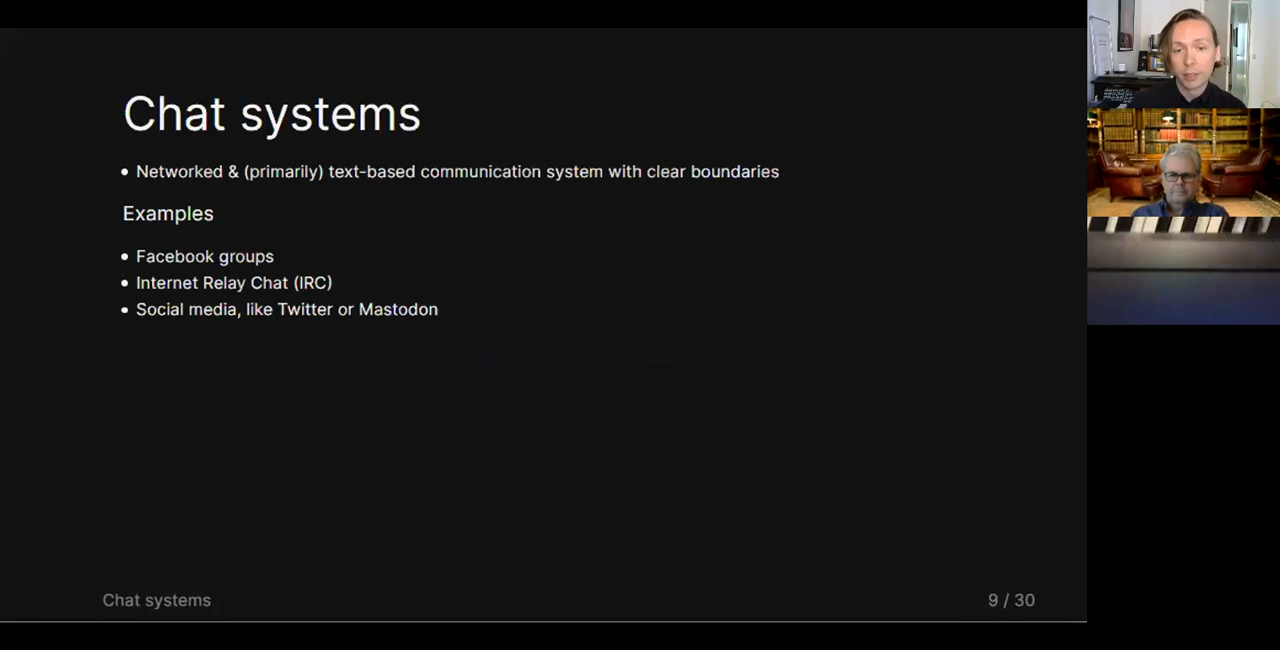 Chat systems
• Networked & (primarily) text-based communication system with clear boundaries
Examples
• Facebook groups
• Internet Relay Chat (IRC)
• Social media, like Twitter or Mastodon
Chat systems
9 / 30